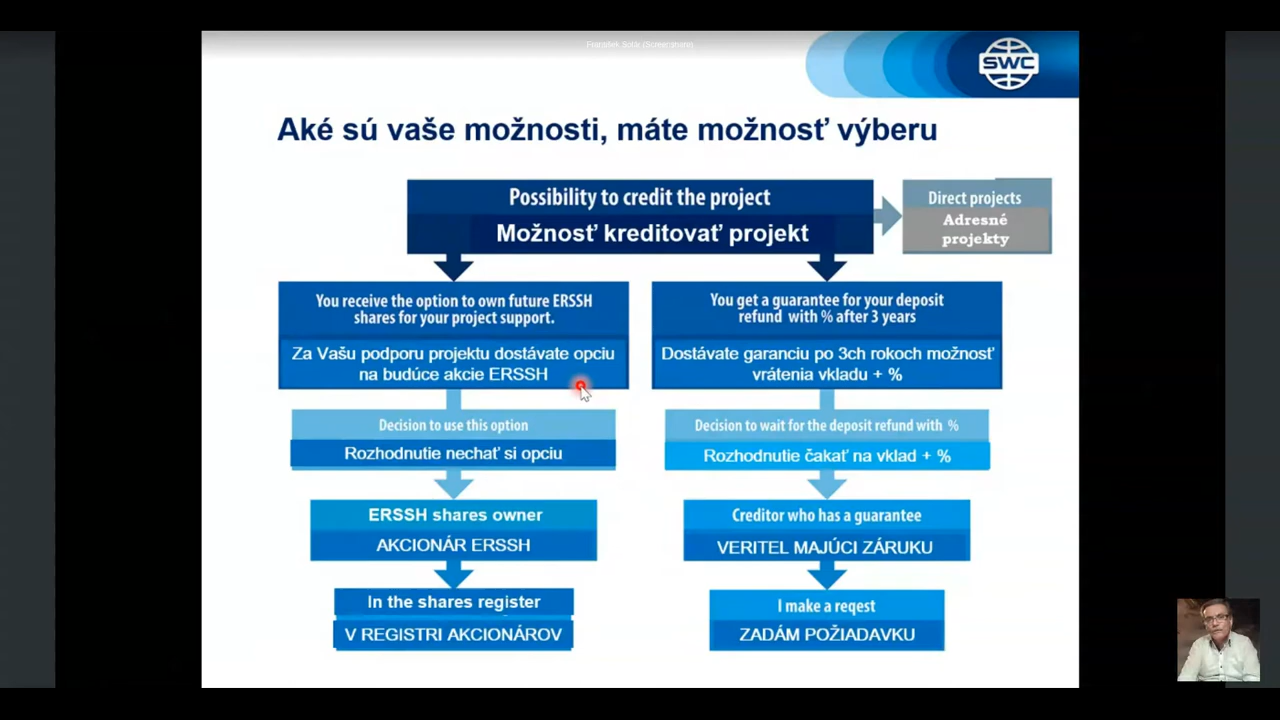 SWC
Aké sú vaše možnosti, máte možnosť výberu
Possibility to credit the project
Možnosť kreditovať projekt
Direct projects
Adresné
projekty
You receive the option to own future ERSSH
shares for your project support.
Za Vašu podporu projektu dostávate opciu
na budúce akcie ERSSH
You get a guarantee for your deposit
refund with % after 3 years
Dostávate garanciu po 3ch rokoch možnosť
vrátenia vkladu + %
Decision to use this option
Rozhodnutie nechať si opciu
Decision to wait for the deposit refund with %
Rozhodnutie čakať na vklad + %
ERSSH shares owner
AKCIONÁR ERSSH
Creditor who has a guarantee
VERITEL MAJÚCI ZÁRUKU
In the shares register
V REGISTRI AKCIONÁROV
I make a reqest
ZADÁM POŽIADAVKU